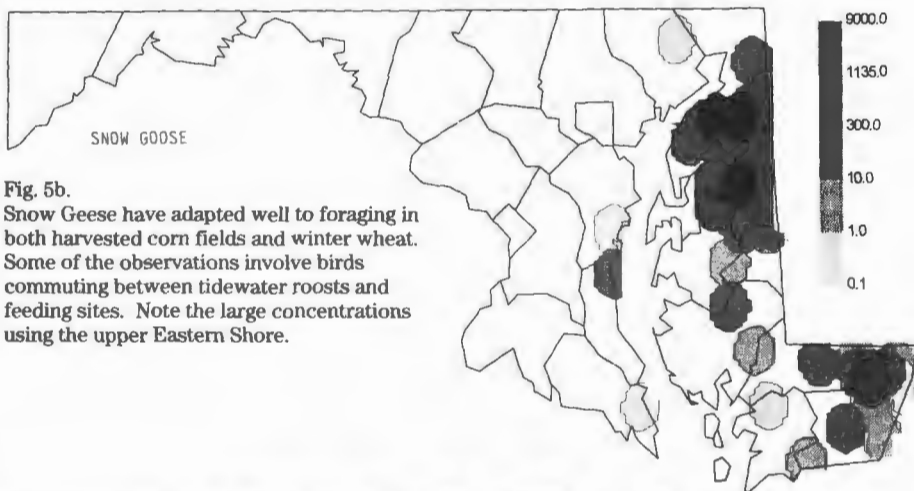 9000.0
1135.0
SNOW GOOSE
300.0
10.0
Fig. 5b.
Snow Geese have adapted well to foraging in
both harvested corn fields and winter wheat.
1.0
Some of the observations involve birds
commuting between tidewater roosts and
0.1
feeding sites. Note the large concentrations
using the upper Eastern Shore.